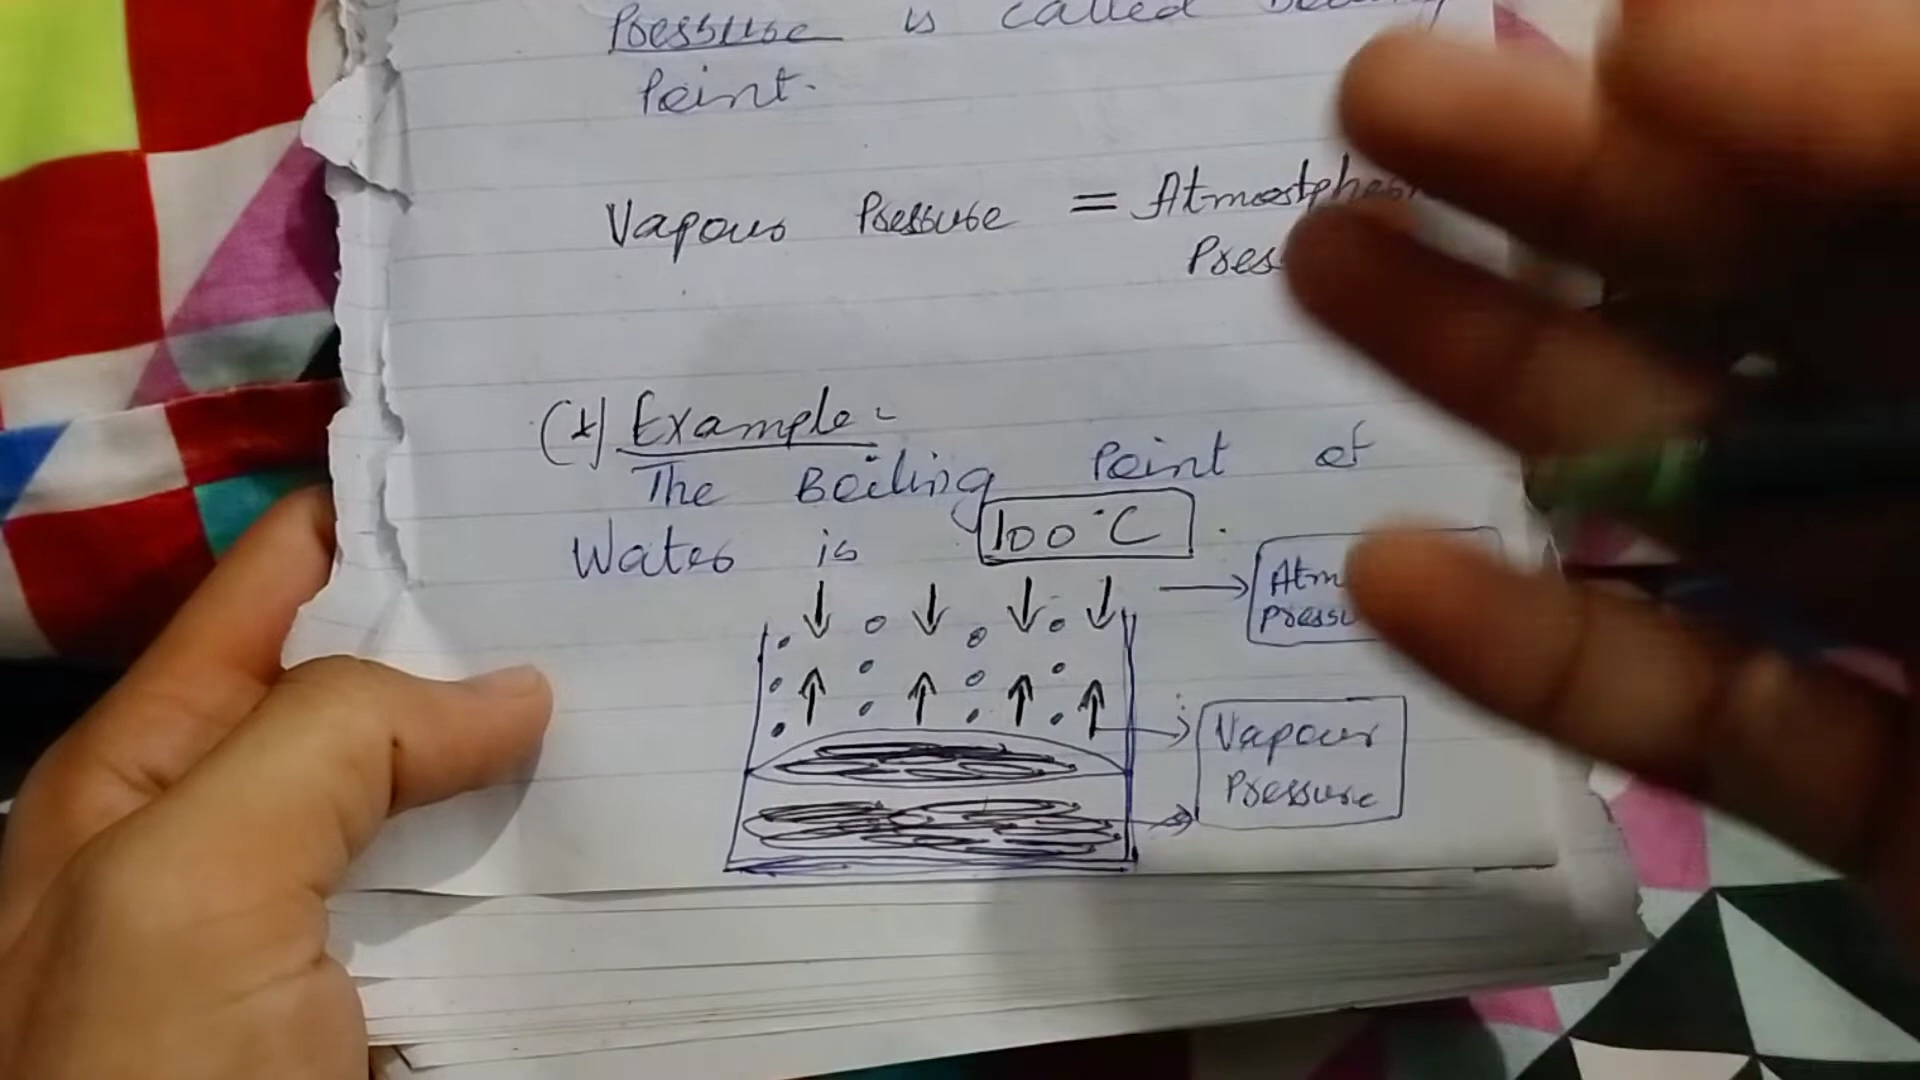 Pressure is called
Point.
Vapour Pressure = Atmostpher
Pres
(*) Example -
The Boiling Point of
Water is 100°C.
Atm
pressu
Vapour
Pressure